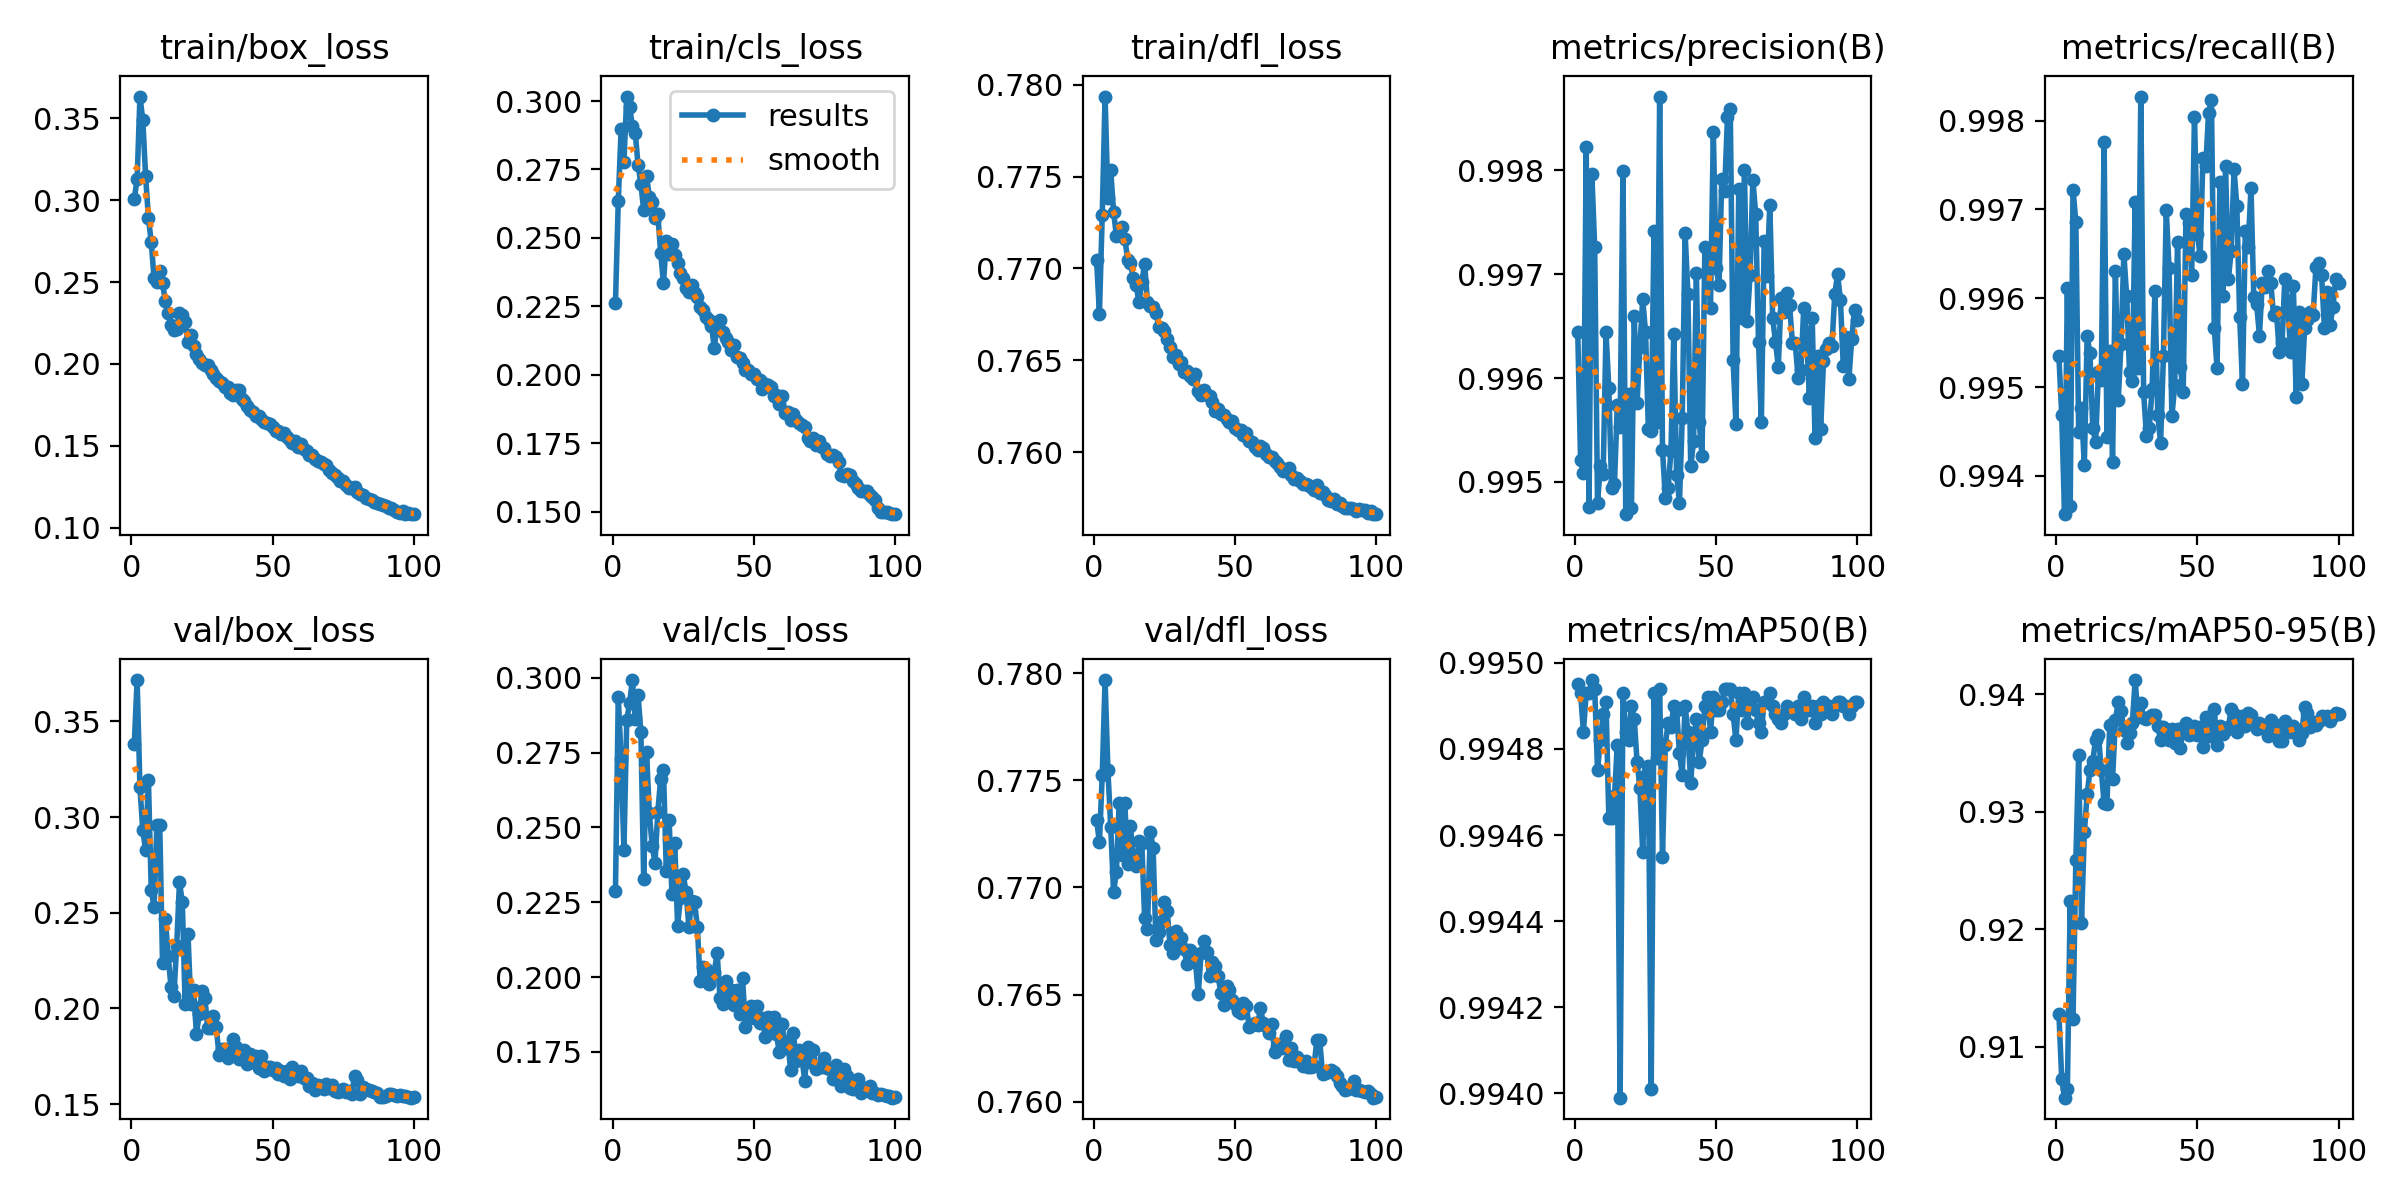 train/box_loss
0.35
0.30
0.25
0.20
0.15
0.10
0 50 100
train/cls_loss
results
smooth
0.300
0.275
0.250
0.225
0.200
0.175
0.150
0 50 100
train/dfl_loss
0.780
0.775
0.770
0.765
0.760
0 50 100
metrics/precision(B)
0.998
0.997
0.996
0.995
0 50 100
metrics/recall(B)
0.998
0.997
0.996
0.995
0.994
0 50 100
val/box_loss
0.35
0.30
0.25
0.20
0.15
0 50 100
val/cls_loss
0.300
0.275
0.250
0.225
0.200
0.175
0 50 100
val/dfl_loss
0.780
0.775
0.770
0.765
0.760
0 50 100
metrics/mAP50(B)
0.9950
0.9948
0.9946
0.9944
0.9942
0.9940
0 50 100
metrics/mAP50-95(B)
0.94
0.93
0.92
0.91
0 50 100